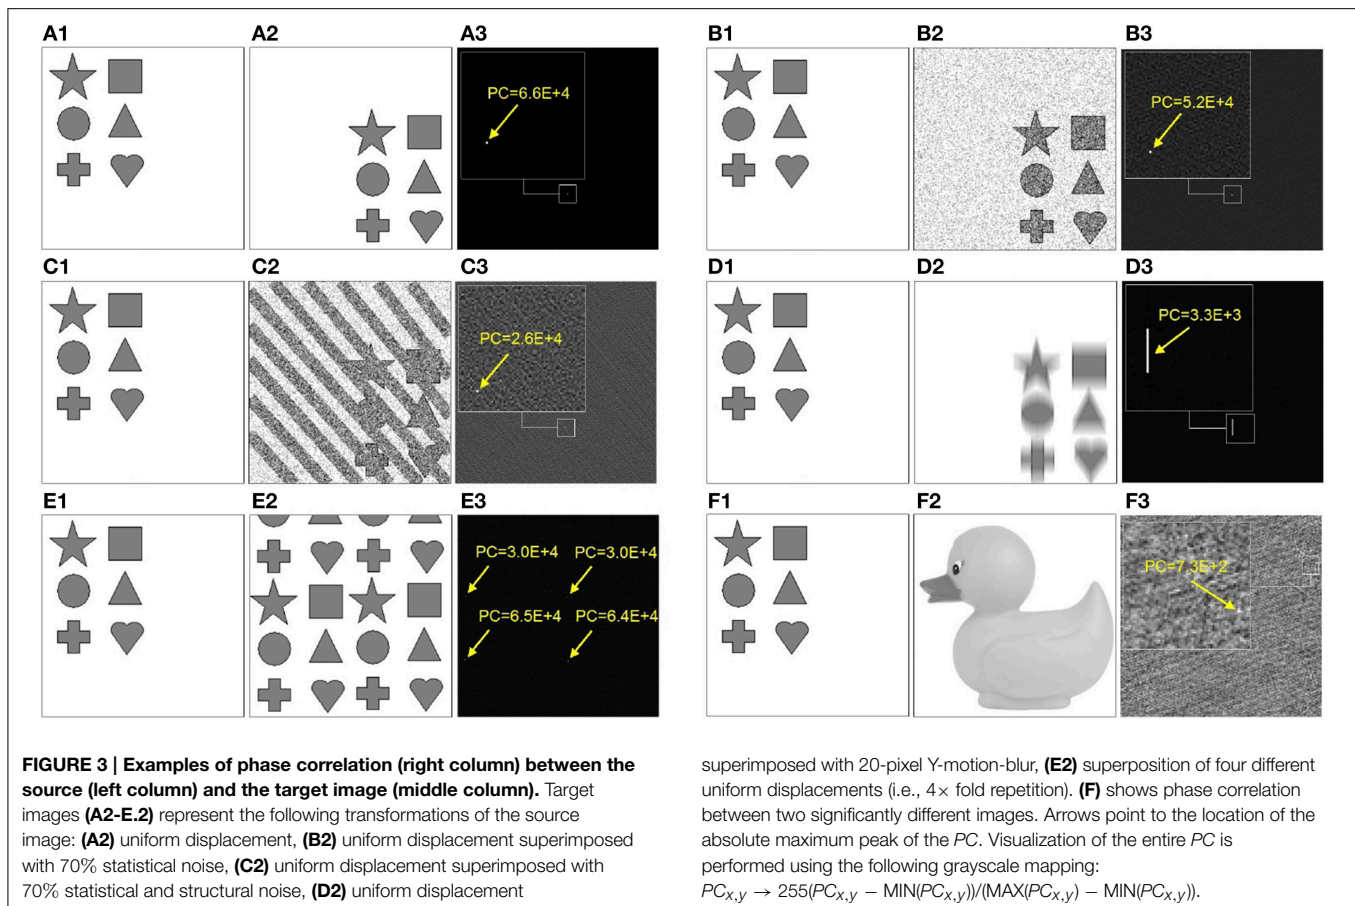 A1
A2
A3
PC=6.6E+4
B1
B2
B3
PC=5.2E+4
C1
C2
C3
PC=2.6E+4
D1
D2
D3
PC=3.3E+3
E1
E2
E3
PC=3.0E+4
PC=3.0E+4
PC=6.5E+4
PC=6.4E+4
F1
F2
F3
PC=7.3E+2
FIGURE 3 | Examples of phase correlation (right column) between the
source (left column) and the target image (middle column). Target
images (A2-E.2) represent the following transformations of the source
image: (A2) uniform displacement, (B2) uniform displacement superimposed
with 70% statistical noise, (C2) uniform displacement superimposed with
70% statistical and structural noise, (D2) uniform displacement
superimposed with 20-pixel Y-motion-blur, (E2) superposition of four different
uniform displacements (i.e., 4× fold repetition). (F) shows phase correlation
between two significantly different images. Arrows point to the location of the
absolute maximum peak of the PC. Visualization of the entire PC is
performed using the following grayscale mapping:
PCx,y → 255(PCx,y − MIN(PCx,y))/(MAX(PCx,y) − MIN(PCx,y)).